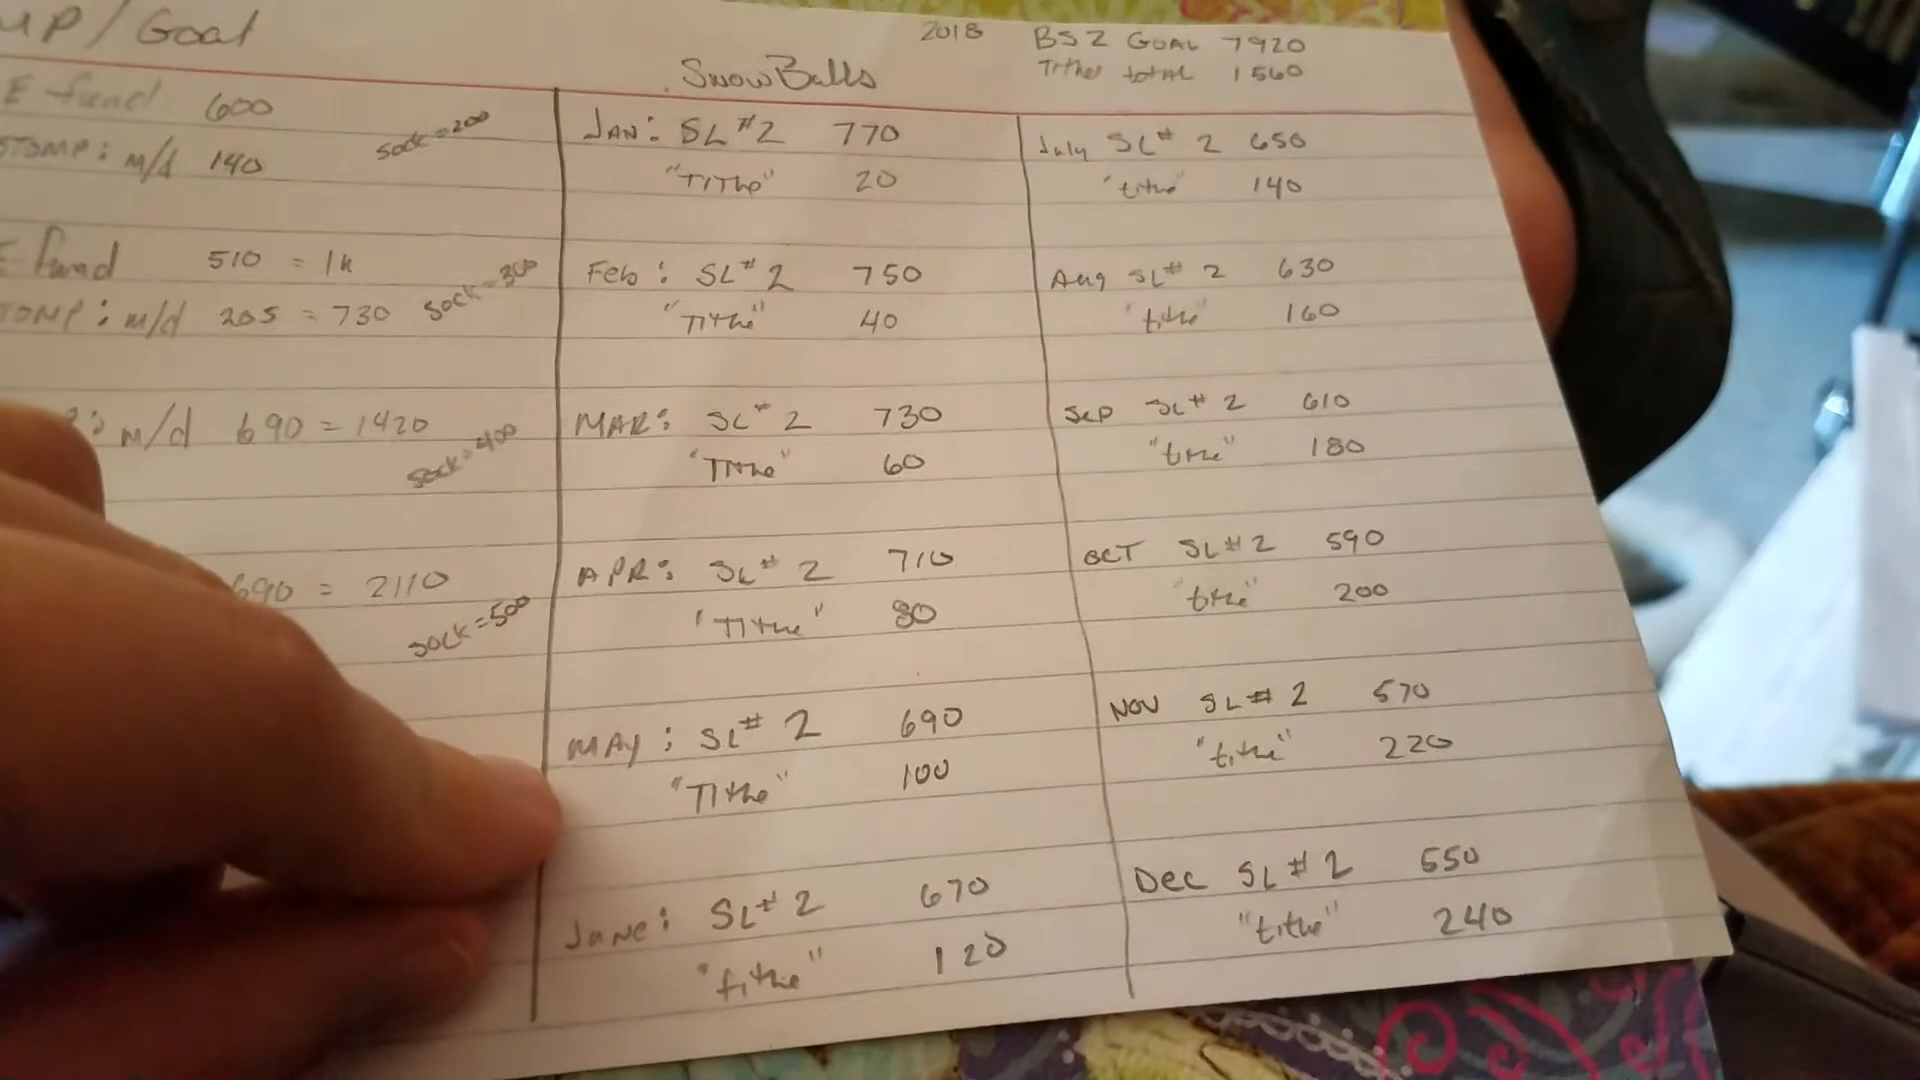 UP/Goal
2018
BS2 GOAL 7920
SnowBalls
Tithes total 1560
E fund 600
sock=200
STOMP: m/d 140
E fund 510 = 1k
sock=300
TOMP: m/d 205 = 730
: m/d 690 = 1420
sock=400
690 = 2110
sock=500
JAN: SL #2 770
"Tithe" 20
Feb: SL #2 750
"Tithe" 40
MAR: SL #2 730
"Tithe" 60
APR: SL #2 710
"Tithe" 80
MAY: SL #2 690
"Tithe" 100
June: SL #2 670
"tithe" 120
July SL #2 650
"tithe" 140
Aug SL #2 630
"tithe" 160
Sep SL #2 610
"tithe" 180
OCT SL #2 590
"tithe" 200
NOV SL #2 570
"tithe" 220
Dec SL #2 550
"tithe" 240